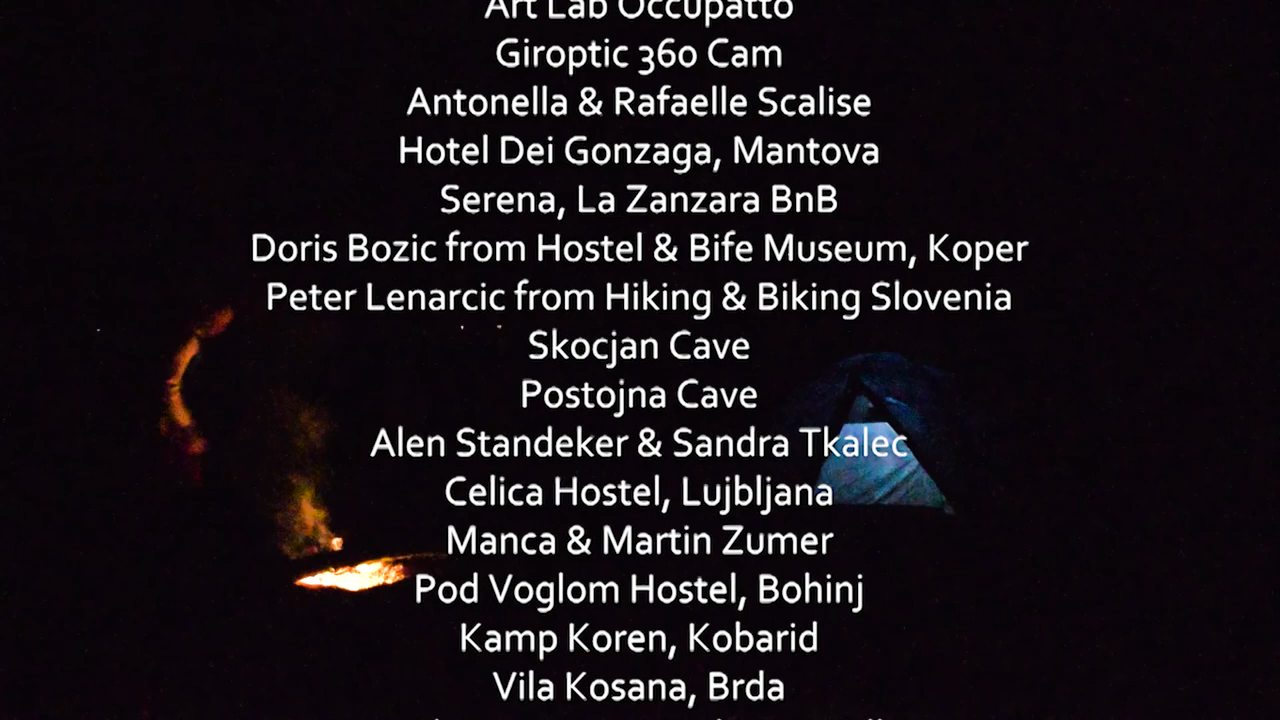 Art Lab Occupatto
Giroptic 360 Cam
Antonella & Rafaelle Scalise
Hotel Dei Gonzaga, Mantova
Serena, La Zanzara BnB
Doris Bozic from Hostel & Bife Museum, Koper
Peter Lenarcic from Hiking & Biking Slovenia
Skocjan Cave
Postojna Cave
Alen Standeker & Sandra Tkalec
Celica Hostel, Lujbljana
Manca & Martin Zumer
Pod Voglom Hostel, Bohinj
Kamp Koren, Kobarid
Vila Kosana, Brda